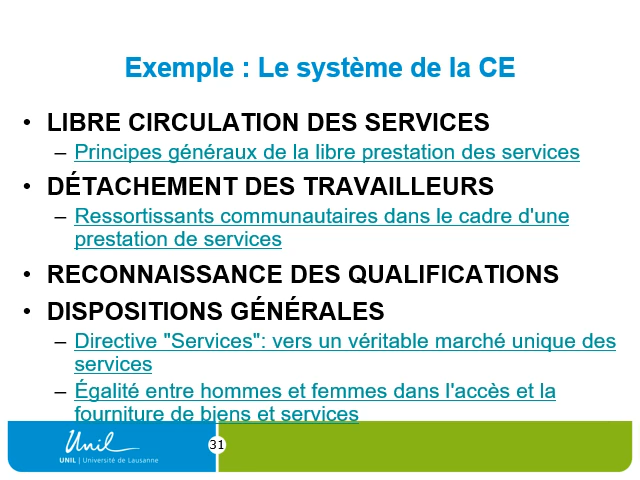 Exemple : Le système de la CE
• LIBRE CIRCULATION DES SERVICES
– Principes généraux de la libre prestation des services
• DÉTACHEMENT DES TRAVAILLEURS
– Ressortissants communautaires dans le cadre d'une
prestation de services
• RECONNAISSANCE DES QUALIFICATIONS
• DISPOSITIONS GÉNÉRALES
– Directive "Services": vers un véritable marché unique des
services
– Égalité entre hommes et femmes dans l'accès et la
fourniture de biens et services
31
Unil
UNIL | Université de Lausanne